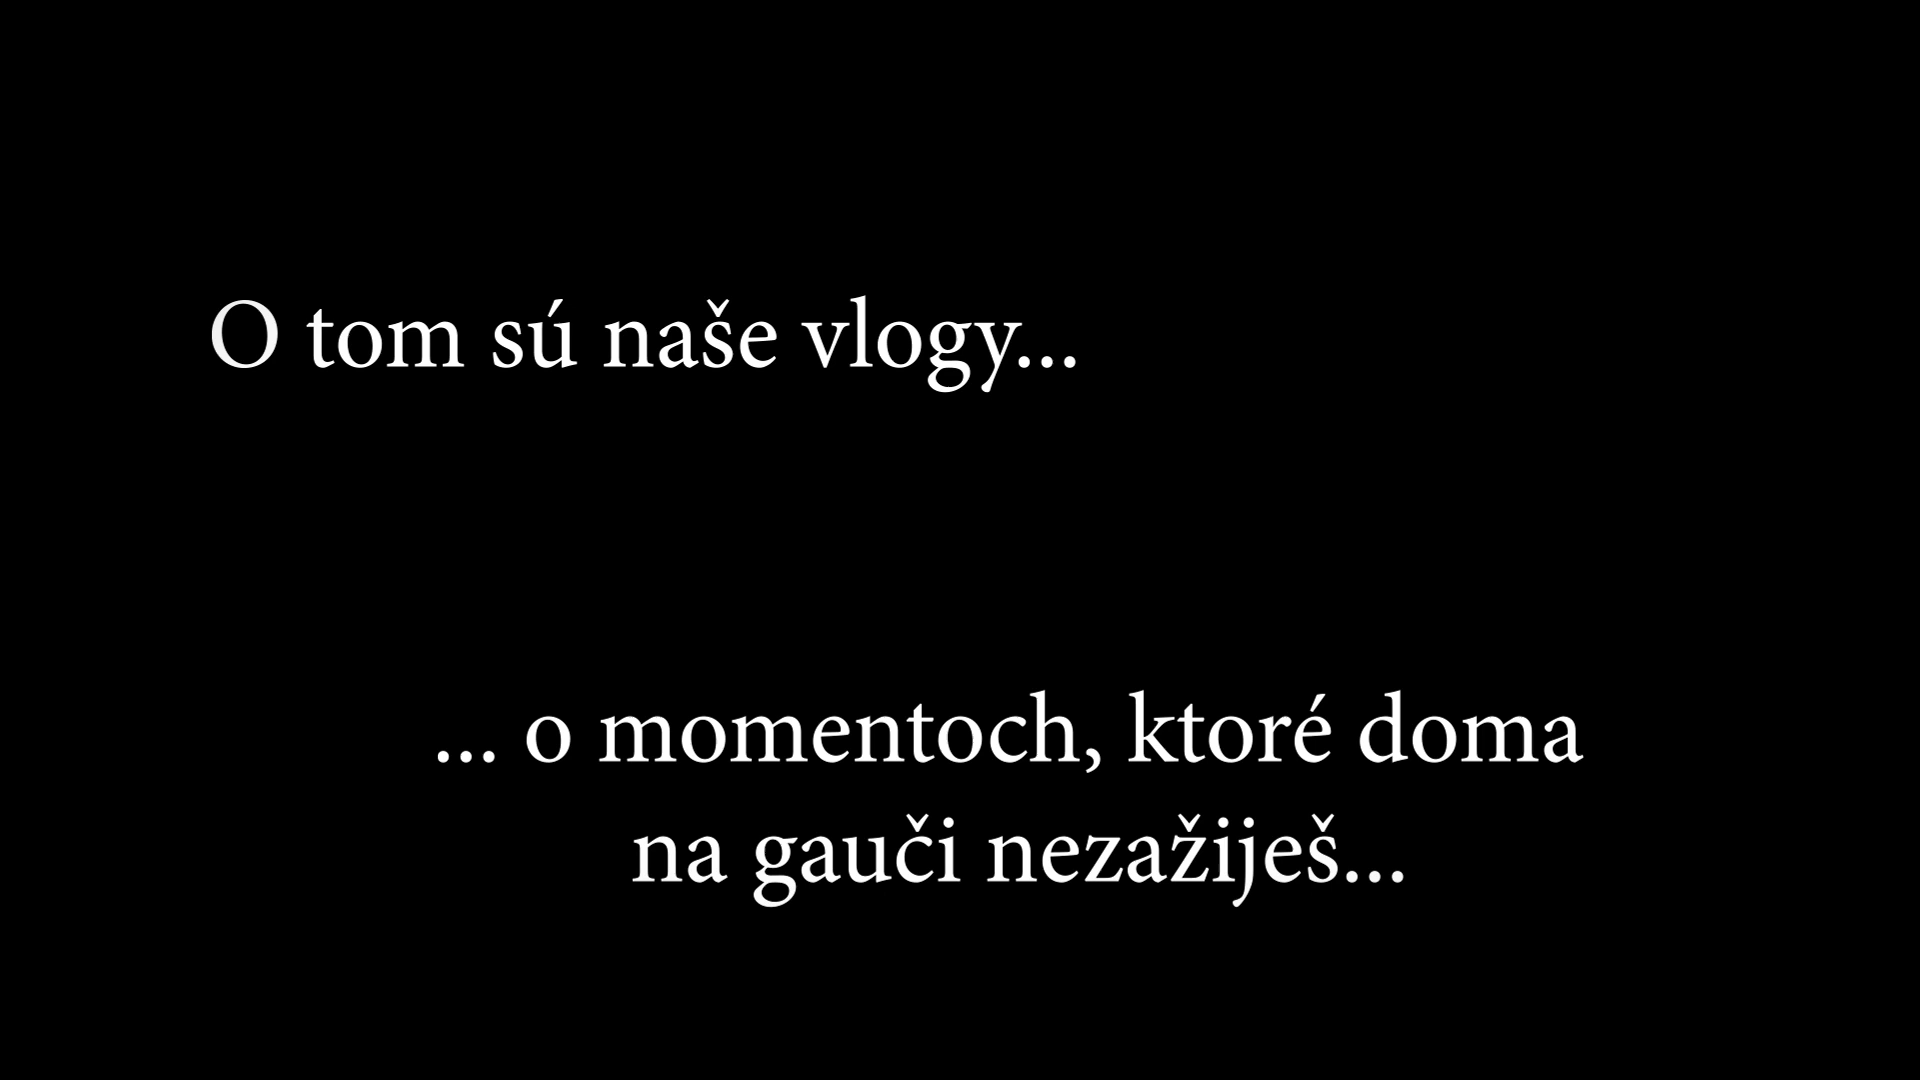 O tom sú naše vlogy...
... o momentoch, ktoré doma
na gauči nezažiješ...